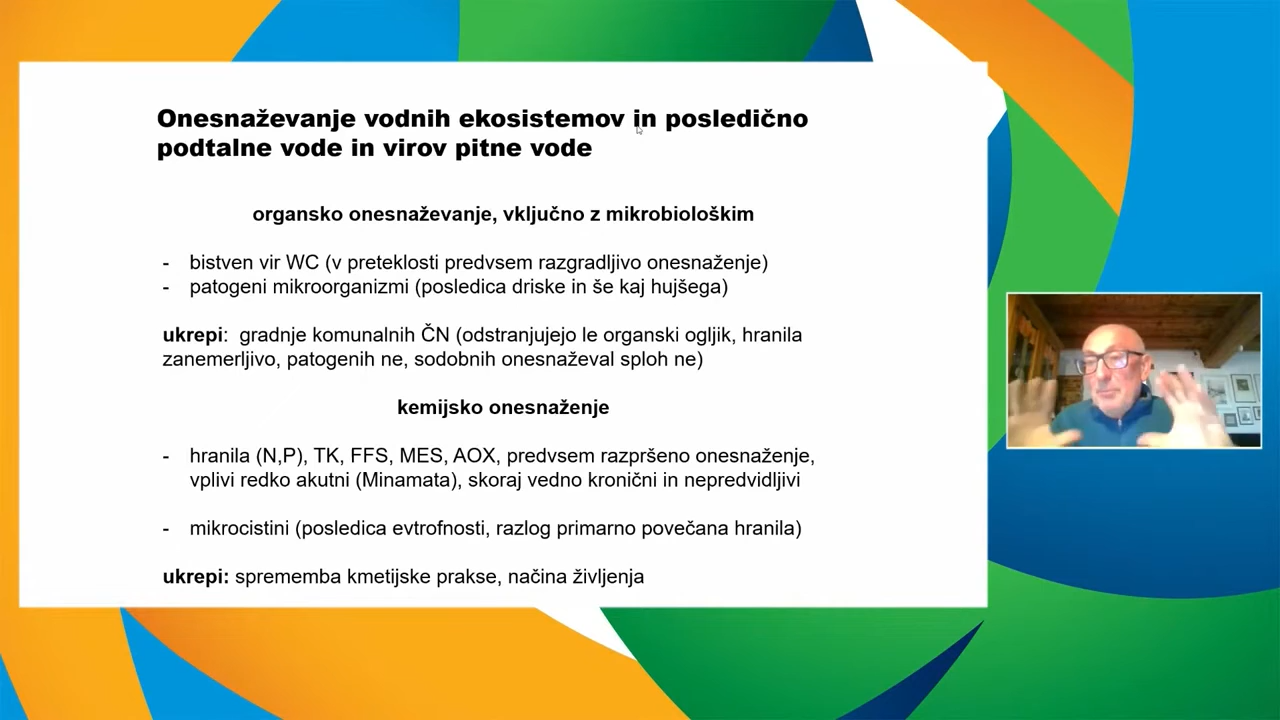 Onesnaževanje vodnih ekosistemov in posledično
podtalne vode in virov pitne vode
organsko onesnaževanje, vključno z mikrobiološkim
- bistven vir WC (v preteklosti predvsem razgradljivo onesnaženje)
- patogeni mikroorganizmi (posledica driske in še kaj hujšega)
ukrepi: gradnje komunalnih ČN (odstranjujejo le organski ogljik, hranila
zanemerljivo, patogenih ne, sodobnih onesnaževal sploh ne)
kemijsko onesnaženje
- hranila (N,P), TK, FFS, MES, AOX, predvsem razpršeno onesnaženje,
vplivi redko akutni (Minamata), skoraj vedno kronični in nepredvidljivi
- mikrocistini (posledica evtrofnosti, razlog primarno povečana hranila)
ukrepi: sprememba kmetijske prakse, načina življenja